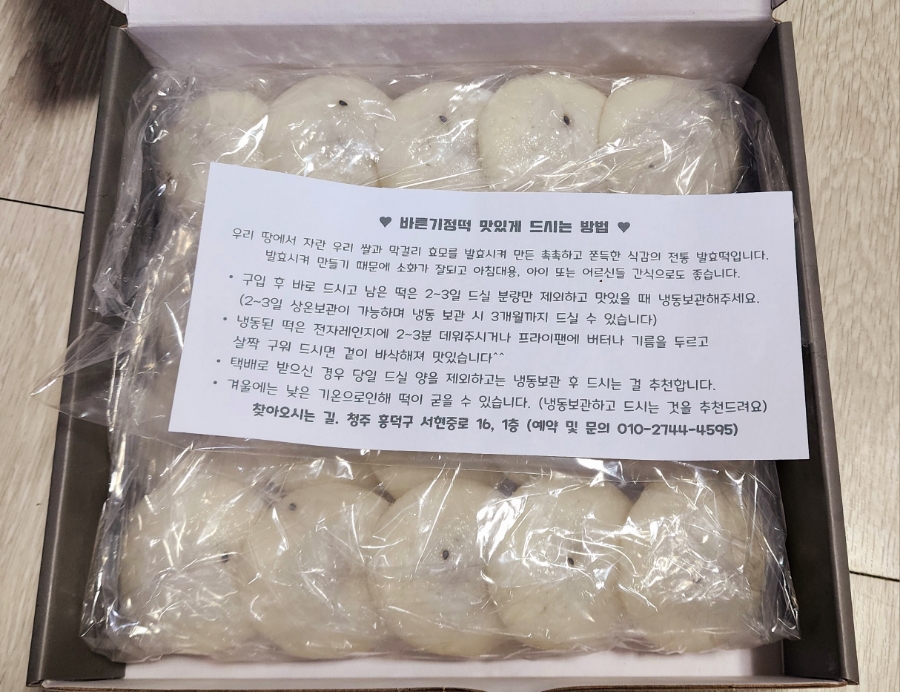 ♥ 바른기정떡 맛있게 드시는 방법 ♥
우리 땅에서 자란 우리 쌀과 막걸리 효모를 발효시켜 만든 촉촉하고 쫀득한 식감의 전통 발효떡입니다.
발효시켜 만들기 때문에 소화가 잘되고 아침대용, 아이 또는 어르신들 간식으로도 좋습니다.
• 구입 후 바로 드시고 남은 떡은 2~3일 드실 분량만 제외하고 맛있을 때 냉동보관해주세요.
(2~3일 상온보관이 가능하며 냉동 보관 시 3개월까지 드실 수 있습니다)
• 냉동된 떡은 전자레인지에 2~3분 데워주시거나 프라이팬에 버터나 기름을 두르고
살짝 구워 드시면 겉이 바삭해져 맛있습니다^^
• 택배로 받으신 경우 당일 드실 양을 제외하고는 냉동보관 후 드시는 걸 추천합니다.
• 겨울에는 낮은 기온으로인해 떡이 굳을 수 있습니다. (냉동보관하고 드시는 것을 추천드려요)
찾아오시는 길. 청주 흥덕구 서현중로 16, 1층 (예약 및 문의 010-2744-4595)